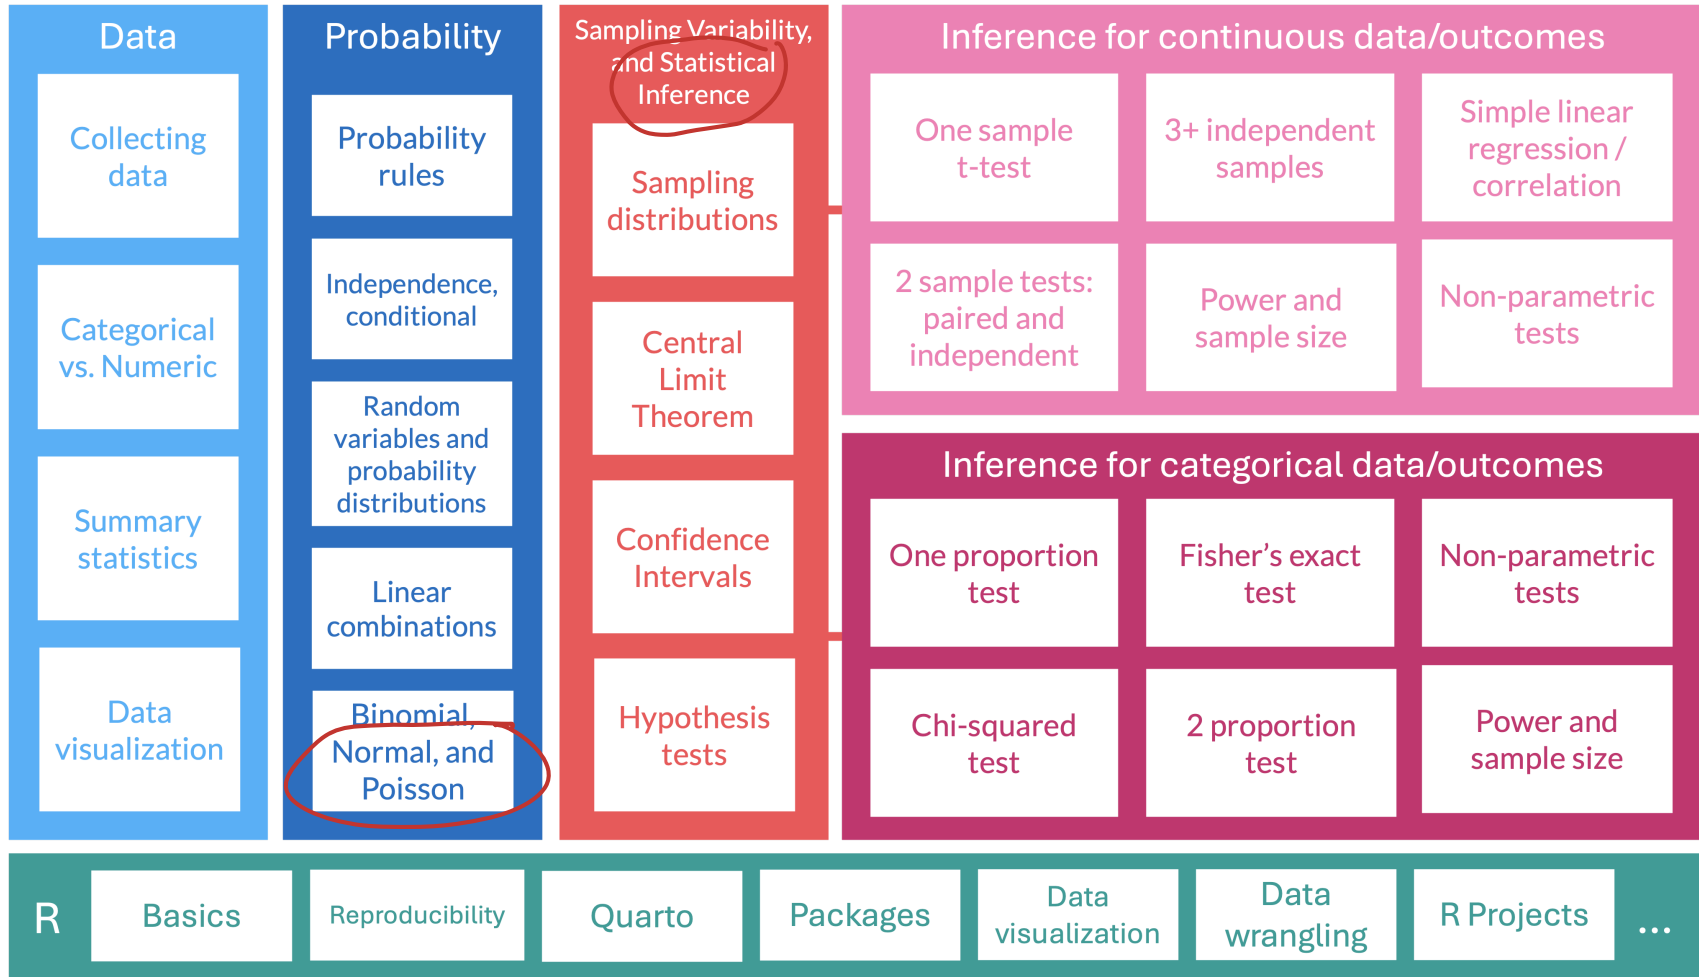 Data
Collecting
data
Categorical
vs. Numeric
Summary
statistics
Data
visualization
Probability
Probability
rules
Independence,
conditional
Random
variables and
probability
distributions
Linear
combinations
Binomial,
Normal, and
Poisson
Sampling Variability,
and Statistical
Inference
Sampling
distributions
Central
Limit
Theorem
Confidence
Intervals
Hypothesis
tests
Inference for continuous data/outcomes
One sample
t-test
3+ independent
samples
Simple linear
regression /
correlation
2 sample tests:
paired and
independent
Power and
sample size
Non-parametric
tests
Inference for categorical data/outcomes
One proportion
test
Fisher’s exact
test
Non-parametric
tests
Chi-squared
test
2 proportion
test
Power and
sample size
R
Basics
Reproducibility
Quarto
Packages
Data
visualization
Data
wrangling
R Projects
...